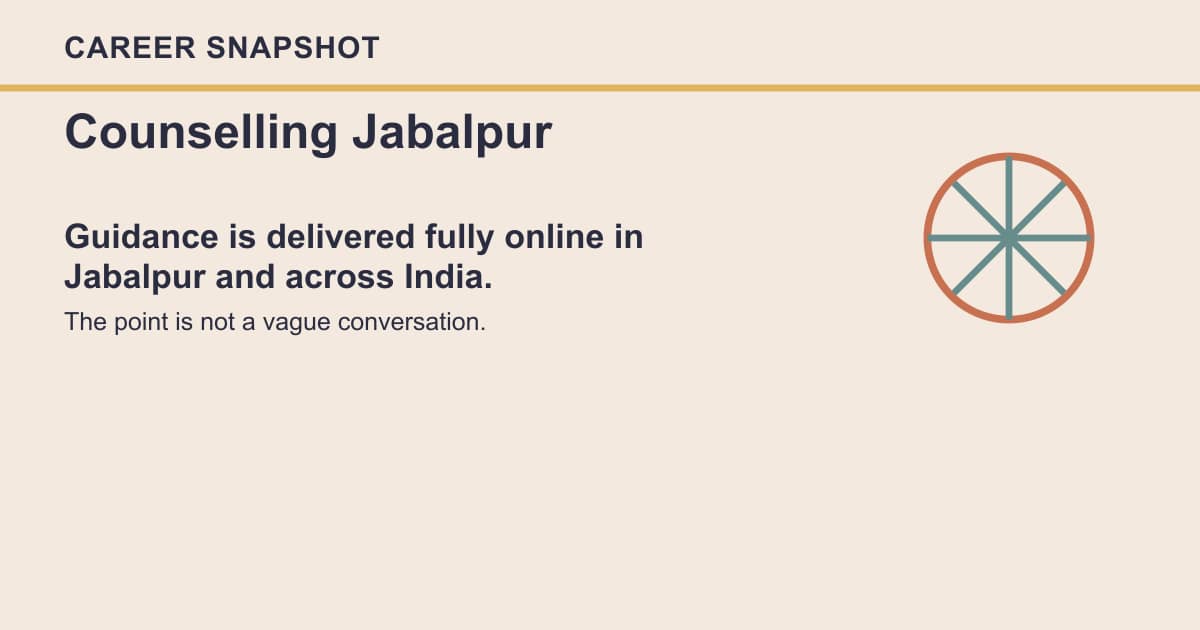 CAREER SNAPSHOT
Counselling Jabalpur
Guidance is delivered fully online in
Jabalpur and across India.
The point is not a vague conversation.